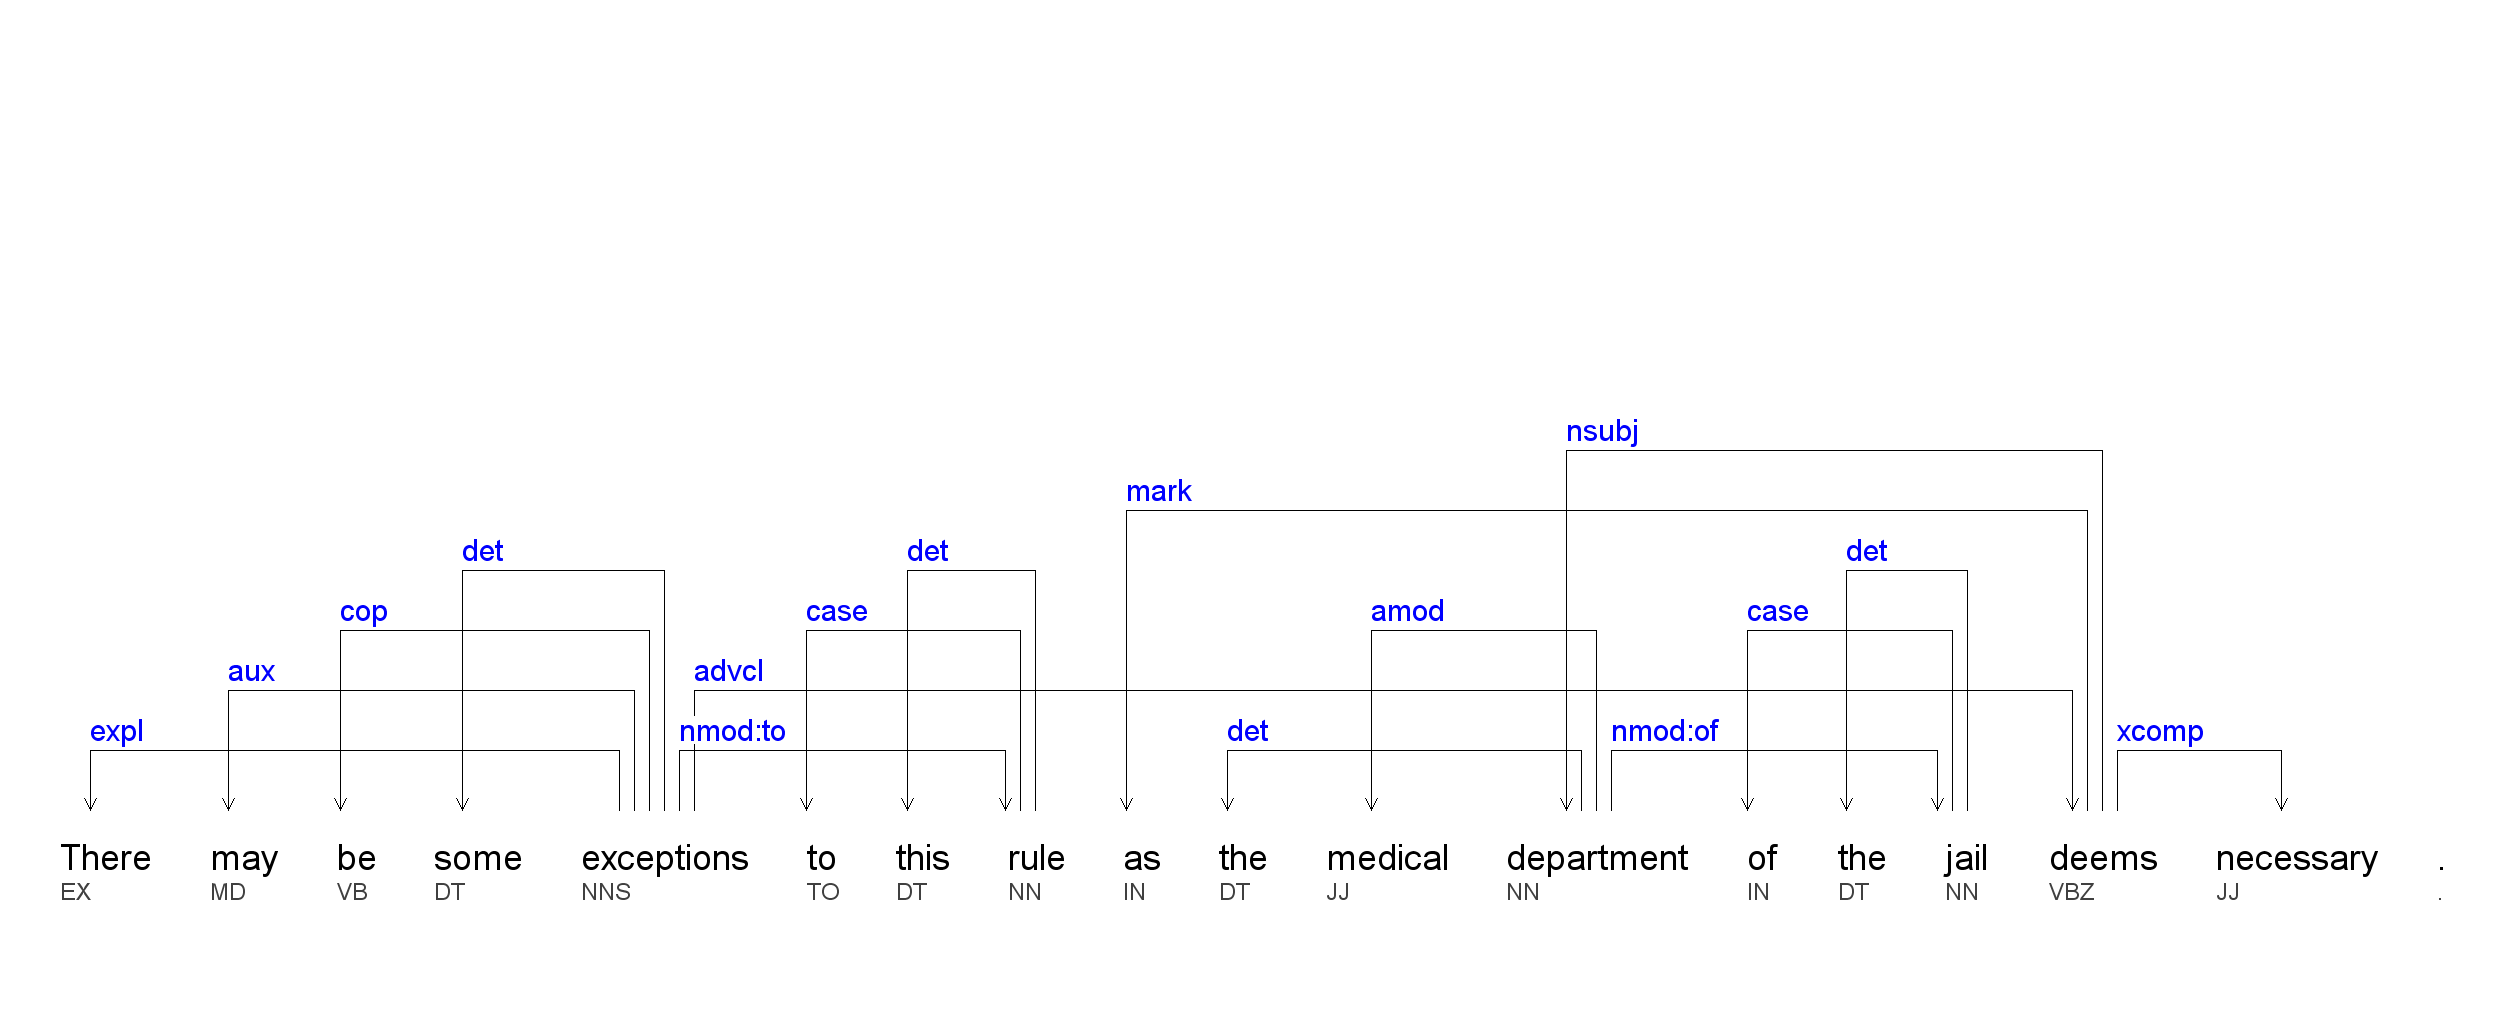 nsubj
mark
det det det
cop case amod case
aux advcl
expl nmod:to det nmod:of xcomp
There may be some exceptions to this rule as the medical department of the jail deems necessary .
EX MD VB DT NNS TO DT NN IN DT JJ NN IN DT NN VBZ JJ .